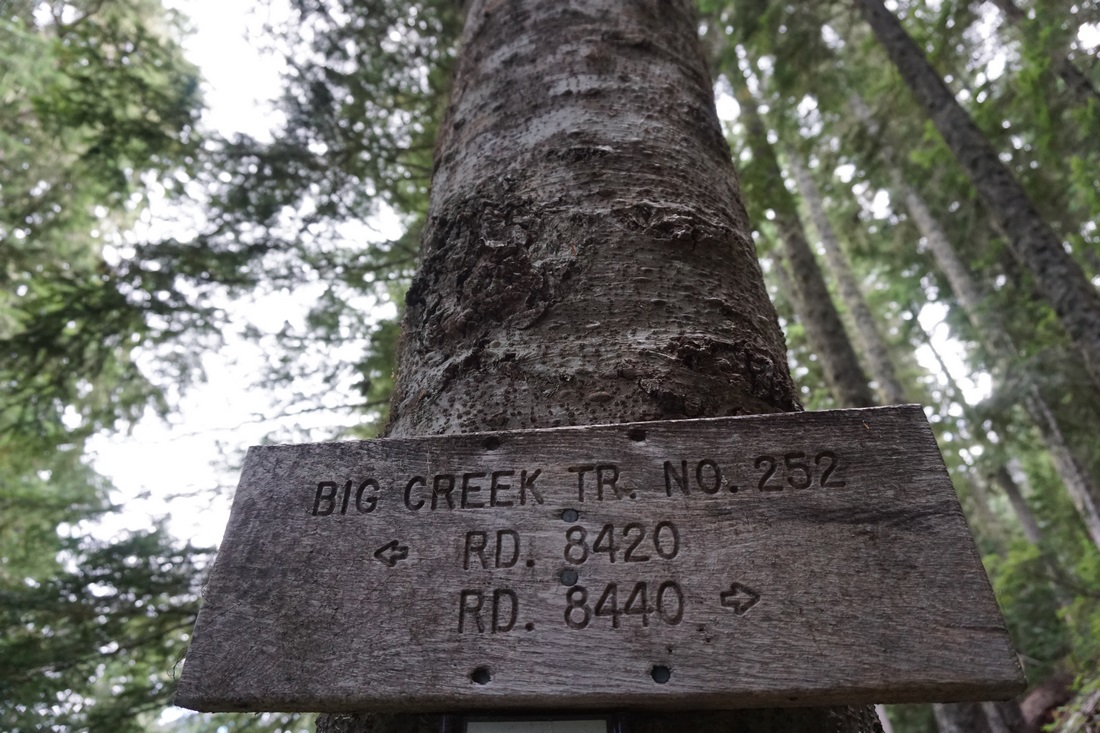 BIG CREEK TR. NO. 252
⇦ RD. 8420
RD. 8440 ⇨